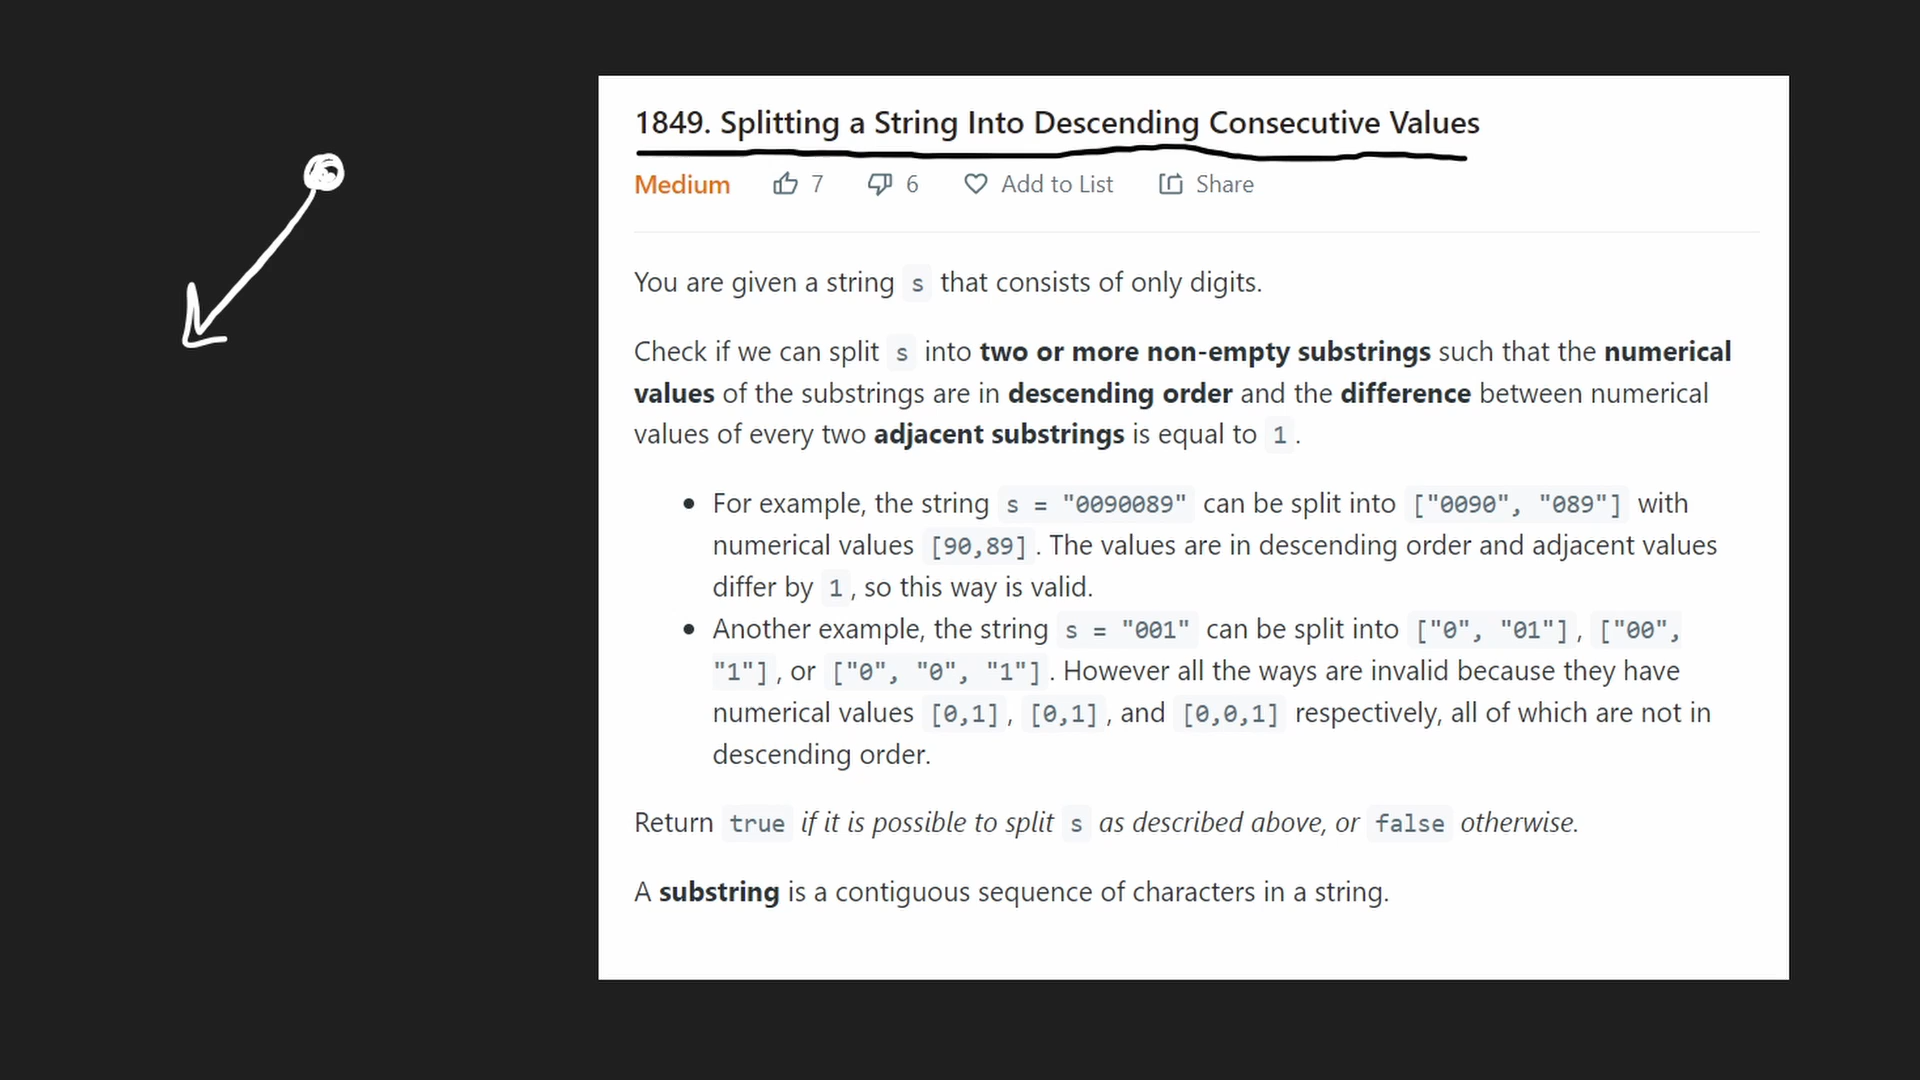 1849. Splitting a String Into Descending Consecutive Values
Medium 7 6 Add to List Share
You are given a string s that consists of only digits.
Check if we can split s into two or more non-empty substrings such that the numerical
values of the substrings are in descending order and the difference between numerical
values of every two adjacent substrings is equal to 1.
• For example, the string s = "0090089" can be split into ["0090", "089"] with
numerical values [90,89]. The values are in descending order and adjacent values
differ by 1, so this way is valid.
• Another example, the string s = "001" can be split into ["0", "01"], ["00",
"1"], or ["0", "0", "1"]. However all the ways are invalid because they have
numerical values [0,1], [0,1], and [0,0,1] respectively, all of which are not in
descending order.
Return true if it is possible to split s as described above, or false otherwise.
A substring is a contiguous sequence of characters in a string.